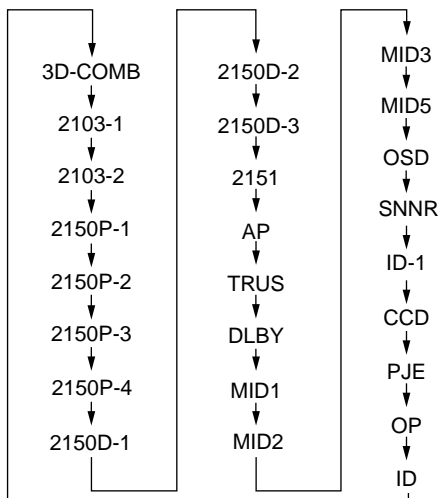 3D-COMB
2103-1
2103-2
2150P-1
2150P-2
2150P-3
2150P-4
2150D-1
2150D-2
2150D-3
2151
AP
TRUS
DLBY
MID1
MID2
MID3
MID5
OSD
SNNR
ID-1
CCD
PJE
OP
ID